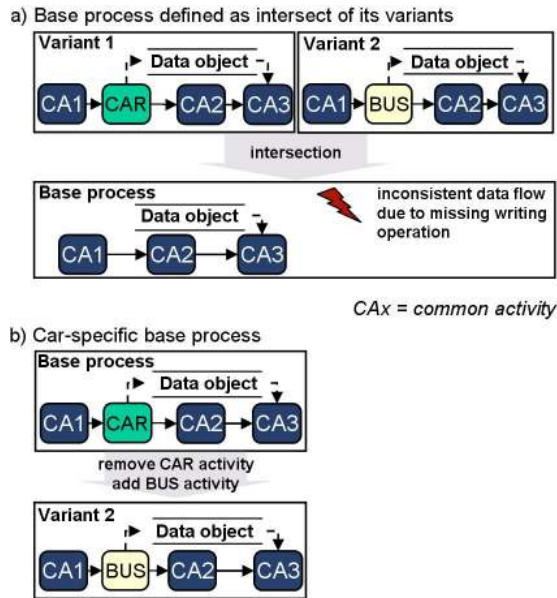 a) Base process defined as intersect of its variants
Variant 1
Data object
CA1 CAR CA2 CA3
Variant 2
Data object
CA1 BUS CA2 CA3
intersection
Base process
Data object
CA1 CA2 CA3
inconsistent data flow
due to missing writing
operation
CAx = common activity
b) Car-specific base process
Base process
Data object
CA1 CAR CA2 CA3
remove CAR activity
add BUS activity
Variant 2
Data object
CA1 BUS CA2 CA3